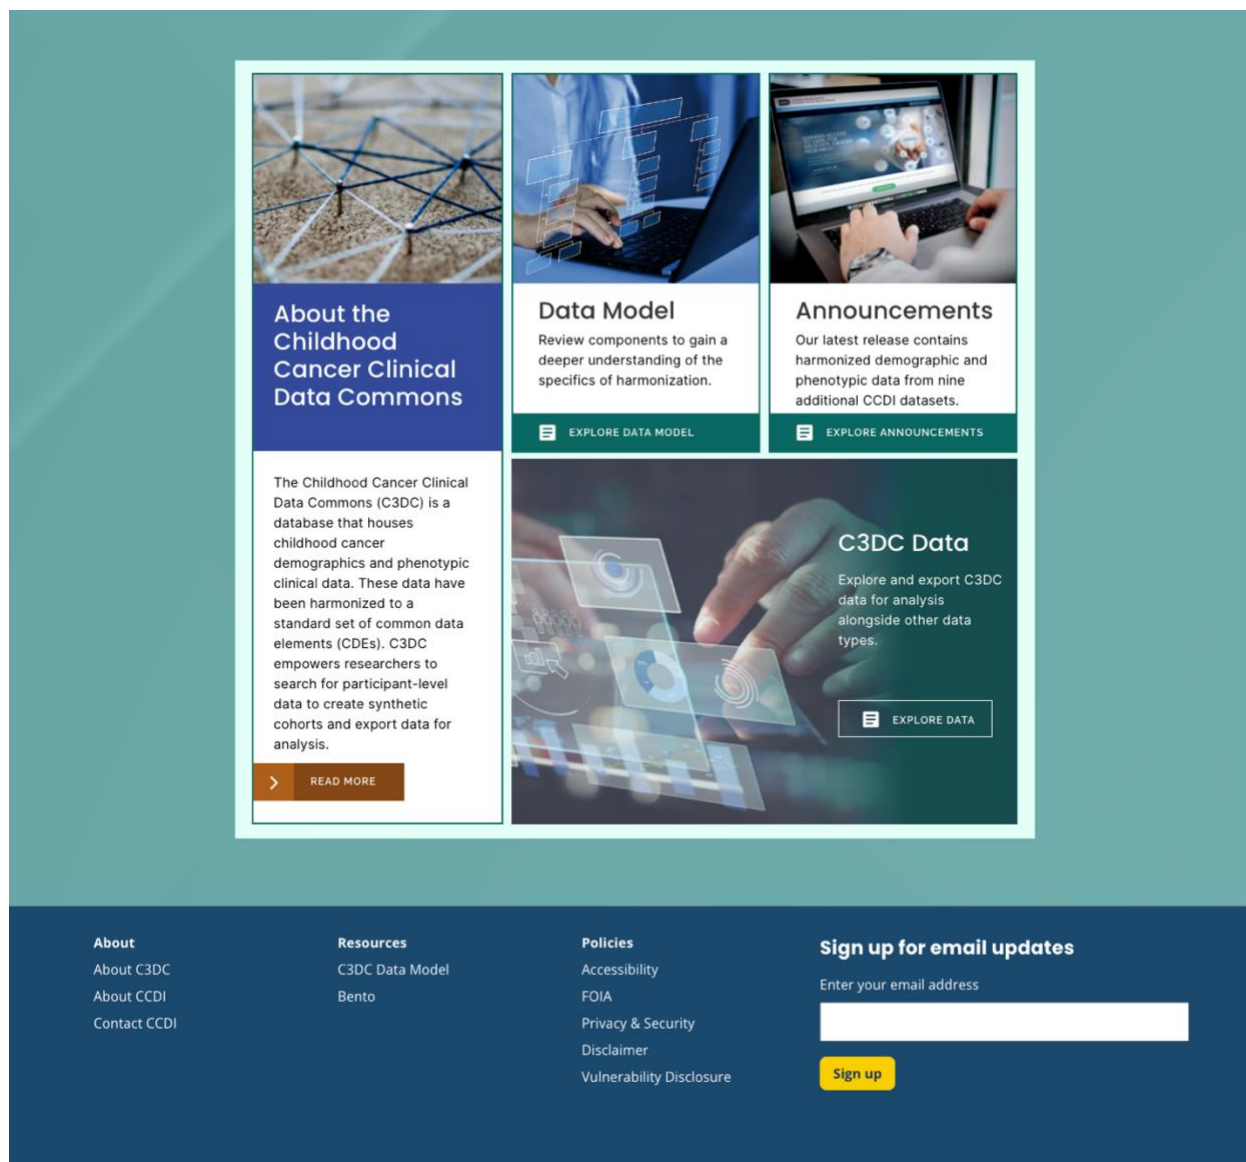 About the
Childhood
Cancer Clinical
Data Commons
The Childhood Cancer Clinical
Data Commons (C3DC) is a
database that houses
childhood cancer
demographics and phenotypic
clinical data. These data have
been harmonized to a
standard set of common data
elements (CDEs). C3DC
empowers researchers to
search for participant-level
data to create synthetic
cohorts and export data for
analysis.
READ MORE
Data Model
Review components to gain a
deeper understanding of the
specifics of harmonization.
EXPLORE DATA MODEL
Announcements
Our latest release contains
harmonized demographic and
phenotypic data from nine
additional CCDI datasets.
EXPLORE ANNOUNCEMENTS
C3DC Data
Explore and export C3DC
data for analysis
alongside other data
types.
EXPLORE DATA
About
About C3DC
About CCDI
Contact CCDI
Resources
C3DC Data Model
Bento
Policies
Accessibility
FOIA
Privacy & Security
Disclaimer
Vulnerability Disclosure
Sign up for email updates
Enter your email address
Sign up